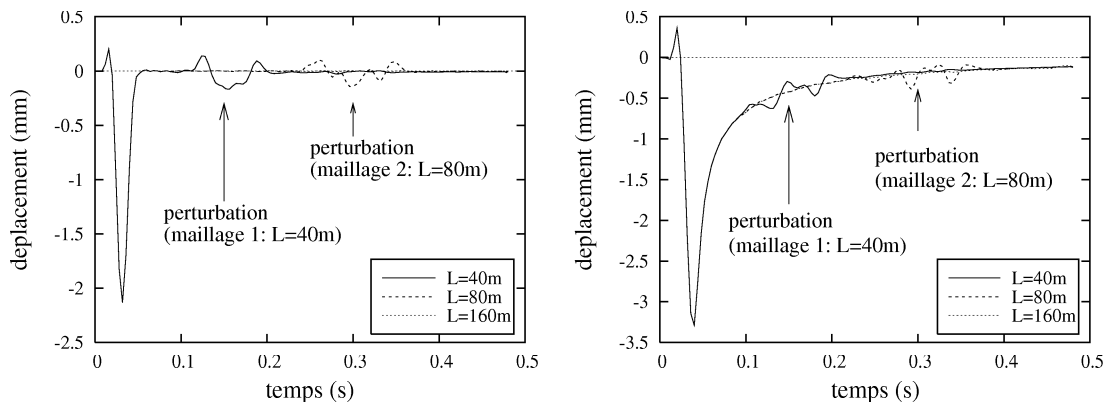 0.5
0
-0.5
-1
-1.5
-2
-2.5
0
0.1
0.2
0.3
0.4
0.5
deplacement (mm)
temps (s)
perturbation
(maillage 2: L=80m)
perturbation
(maillage 1: L=40m)
L=40m
L=80m
L=160m
0.5
0
-0.5
-1
-1.5
-2
-2.5
-3
-3.5
0
0.1
0.2
0.3
0.4
0.5
deplacement (mm)
temps (s)
perturbation
(maillage 2: L=80m)
perturbation
(maillage 1: L=40m)
L=40m
L=80m
L=160m